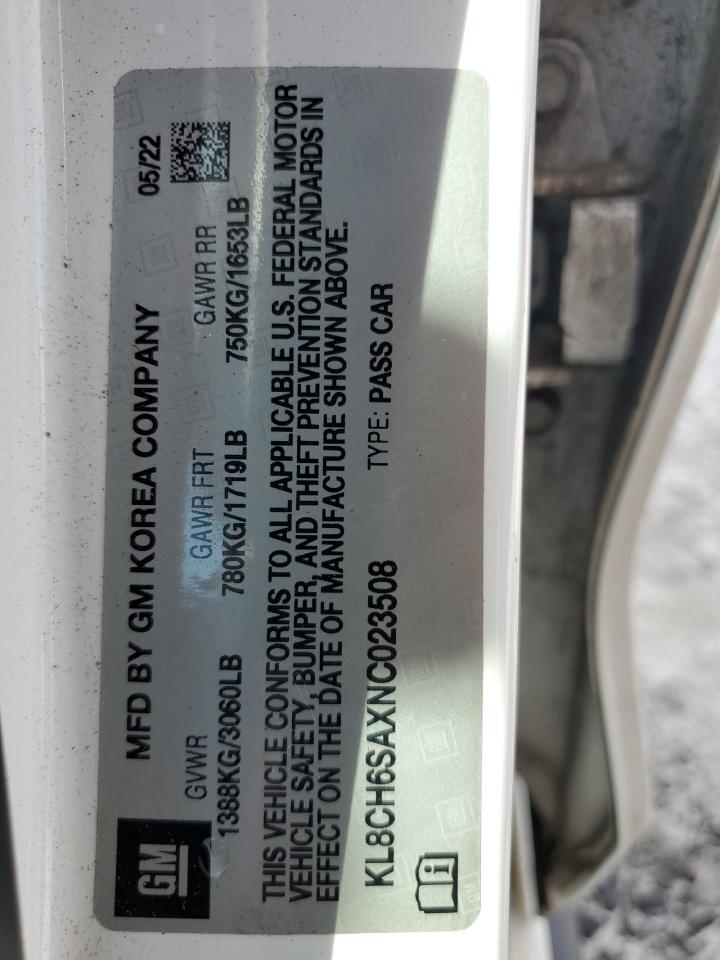 GM
MFD BY GM KOREA COMPANY 05/22
GVWR GAWR FRT GAWR RR
1388KG/3060LB 780KG/1719LB 750KG/1653LB
THIS VEHICLE CONFORMS TO ALL APPLICABLE U.S. FEDERAL MOTOR
VEHICLE SAFETY, BUMPER, AND THEFT PREVENTION STANDARDS IN
EFFECT ON THE DATE OF MANUFACTURE SHOWN ABOVE.
KL8CH6SAXNC023508 TYPE: PASS CAR